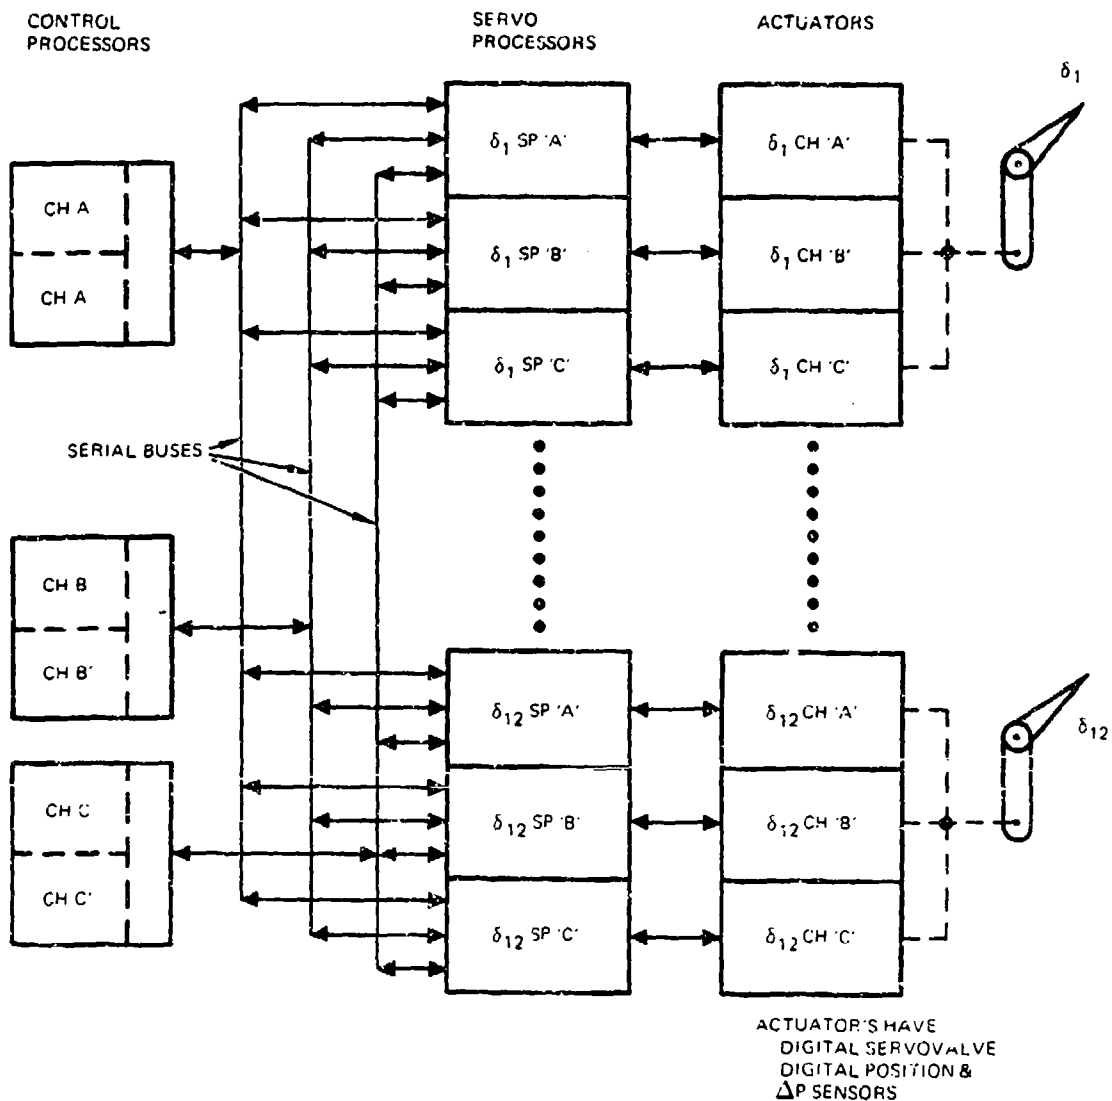 CONTROL
PROCESSORS
SERVO
PROCESSORS
ACTUATORS
δ1
CH A
CH A
δ1 SP 'A'
δ1 CH 'A'
δ1 SP 'B'
δ1 CH 'B'
δ1 SP 'C'
δ1 CH 'C'
SERIAL BUSES
CH B
CH B'
δ12 SP 'A'
δ12 CH 'A'
δ12
CH C
CH C'
δ12 SP 'B'
δ12 CH 'B'
δ12 SP 'C'
δ12 CH 'C'
ACTUATOR'S HAVE
DIGITAL SERVOVALVE
DIGITAL POSITION &
ΔP SENSORS